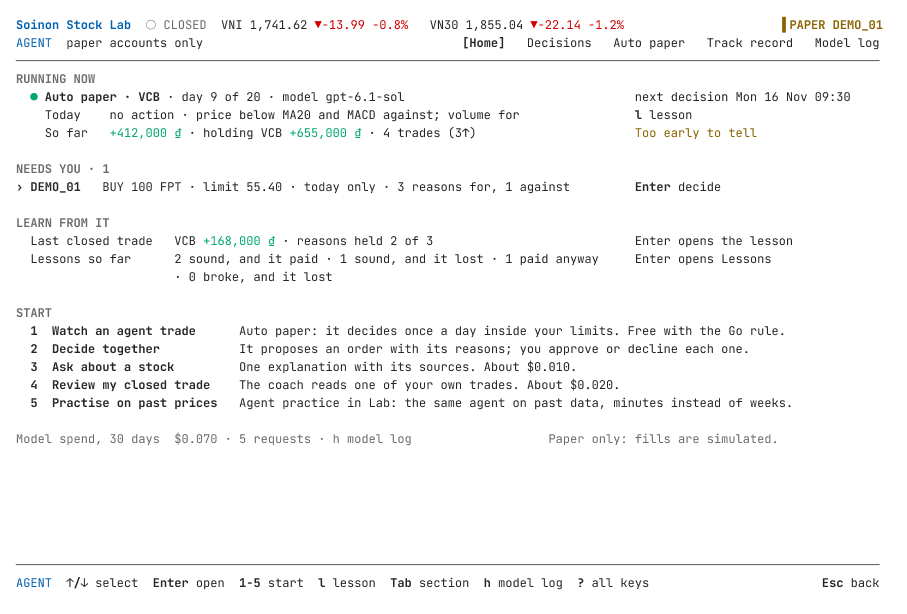 Soinon Stock Lab ○ CLOSED VNI 1,741.62 ▼-13.99 -0.8% VN30 1,855.04 ▼-22.14 -1.2% PAPER DEMO_01
AGENT paper accounts only [Home] Decisions Auto paper Track record Model log
RUNNING NOW
● Auto paper · VCB · day 9 of 20 · model gpt-6.1-sol next decision Mon 16 Nov 09:30
Today no action · price below MA20 and MACD against; volume for l lesson
So far +412,000 ₫ · holding VCB +655,000 ₫ · 4 trades (3↑) Too early to tell
NEEDS YOU · 1
› DEMO_01 BUY 100 FPT · limit 55.40 · today only · 3 reasons for, 1 against Enter decide
LEARN FROM IT
Last closed trade VCB +168,000 ₫ · reasons held 2 of 3 Enter opens the lesson
Lessons so far 2 sound, and it paid · 1 sound, and it lost · 1 paid anyway Enter opens Lessons
· 0 broke, and it lost
START
1 Watch an agent trade Auto paper: it decides once a day inside your limits. Free with the Go rule.
2 Decide together It proposes an order with its reasons; you approve or decline each one.
3 Ask about a stock One explanation with its sources. About $0.010.
4 Review my closed trade The coach reads one of your own trades. About $0.020.
5 Practise on past prices Agent practice in Lab: the same agent on past data, minutes instead of weeks.
Model spend, 30 days $0.070 · 5 requests · h model log Paper only: fills are simulated.
AGENT ↑/↓ select Enter open 1-5 start l lesson Tab section h model log ? all keys Esc back